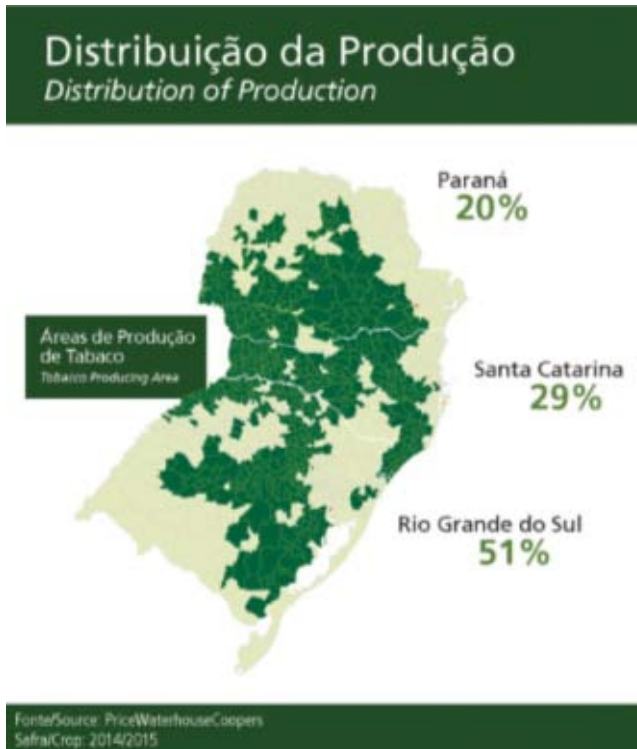 Distribuição da Produção
Distribution of Production
Paraná
20%
Áreas de Produção
de Tabaco
Tobacco Producing Area
Santa Catarina
29%
Rio Grande do Sul
51%
Fonte/Source: PriceWaterhouseCoopers
Safra/Crop: 2014/2015